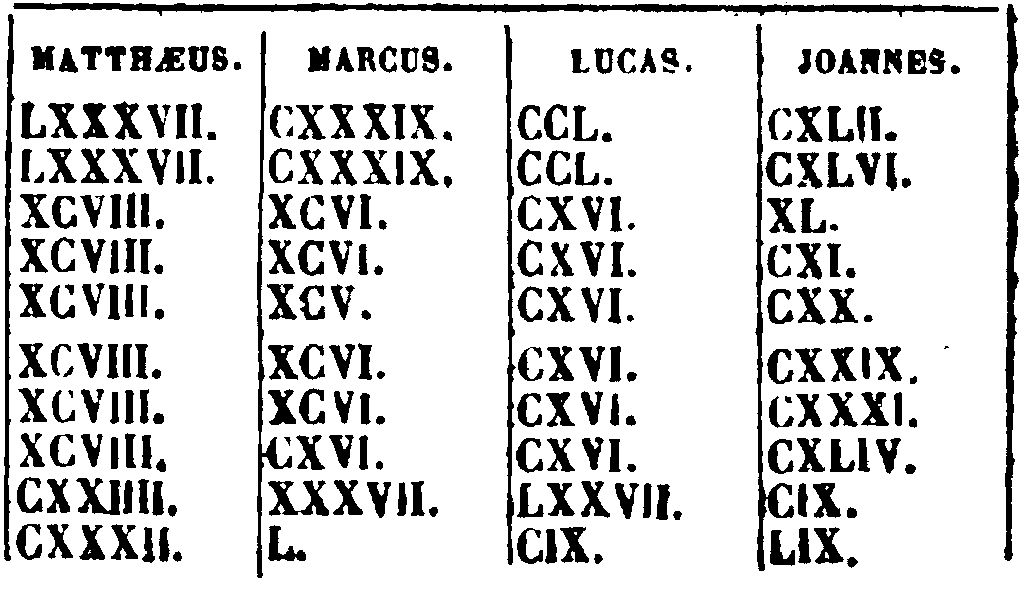 MATTHÆUS. MARCUS. LUCAS. JOANNES.
LXXXVII. CXXXIX. CCL. CXLII.
LXXXVII. CXXXIX. CCL. CXLVI.
XCVIII. XCVI. CXVI. XL.
XCVIII. XCVI. CXVI. CXI.
XCVIII. XCV. CXVI. CXX.
XCVIII. XCVI. CXVI. CXXIX.
XCVIII. XCVI. CXVI. CXXXI.
XCVIII. CXVI. CXVI. CXLIV.
CXXIIII. XXXVII. LXXVII. CIX.
CXXXII. L. CIX. LIX.